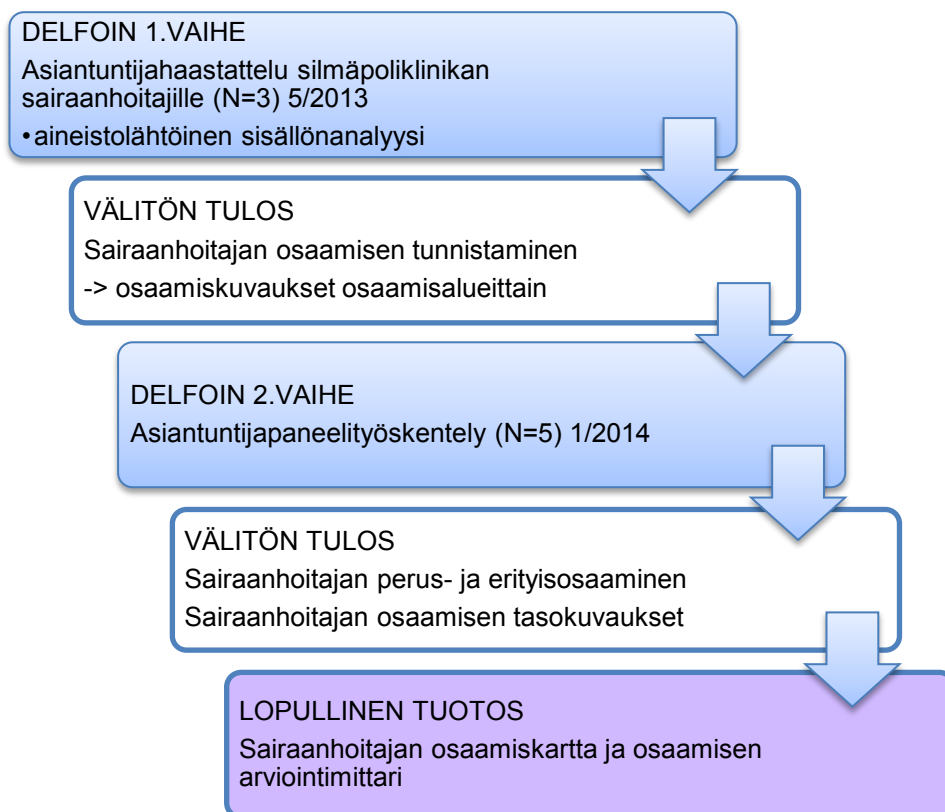 DELFOIN 1.VAIHE
Asiantuntijahaastattelu silmäpoliklinikan
sairaanhoitajille (N=3) 5/2013
•aineistolähtöinen sisällönanalyysi
VÄLITÖN TULOS
Sairaanhoitajan osaamisen tunnistaminen
-> osaamiskuvaukset osaamisalueittain
DELFOIN 2.VAIHE
Asiantuntijapaneelityöskentely (N=5) 1/2014
VÄLITÖN TULOS
Sairaanhoitajan perus- ja erityisosaaminen
Sairaanhoitajan osaamisen tasokuvaukset
LOPULLINEN TUOTOS
Sairaanhoitajan osaamiskartta ja osaamisen
arviointimittari